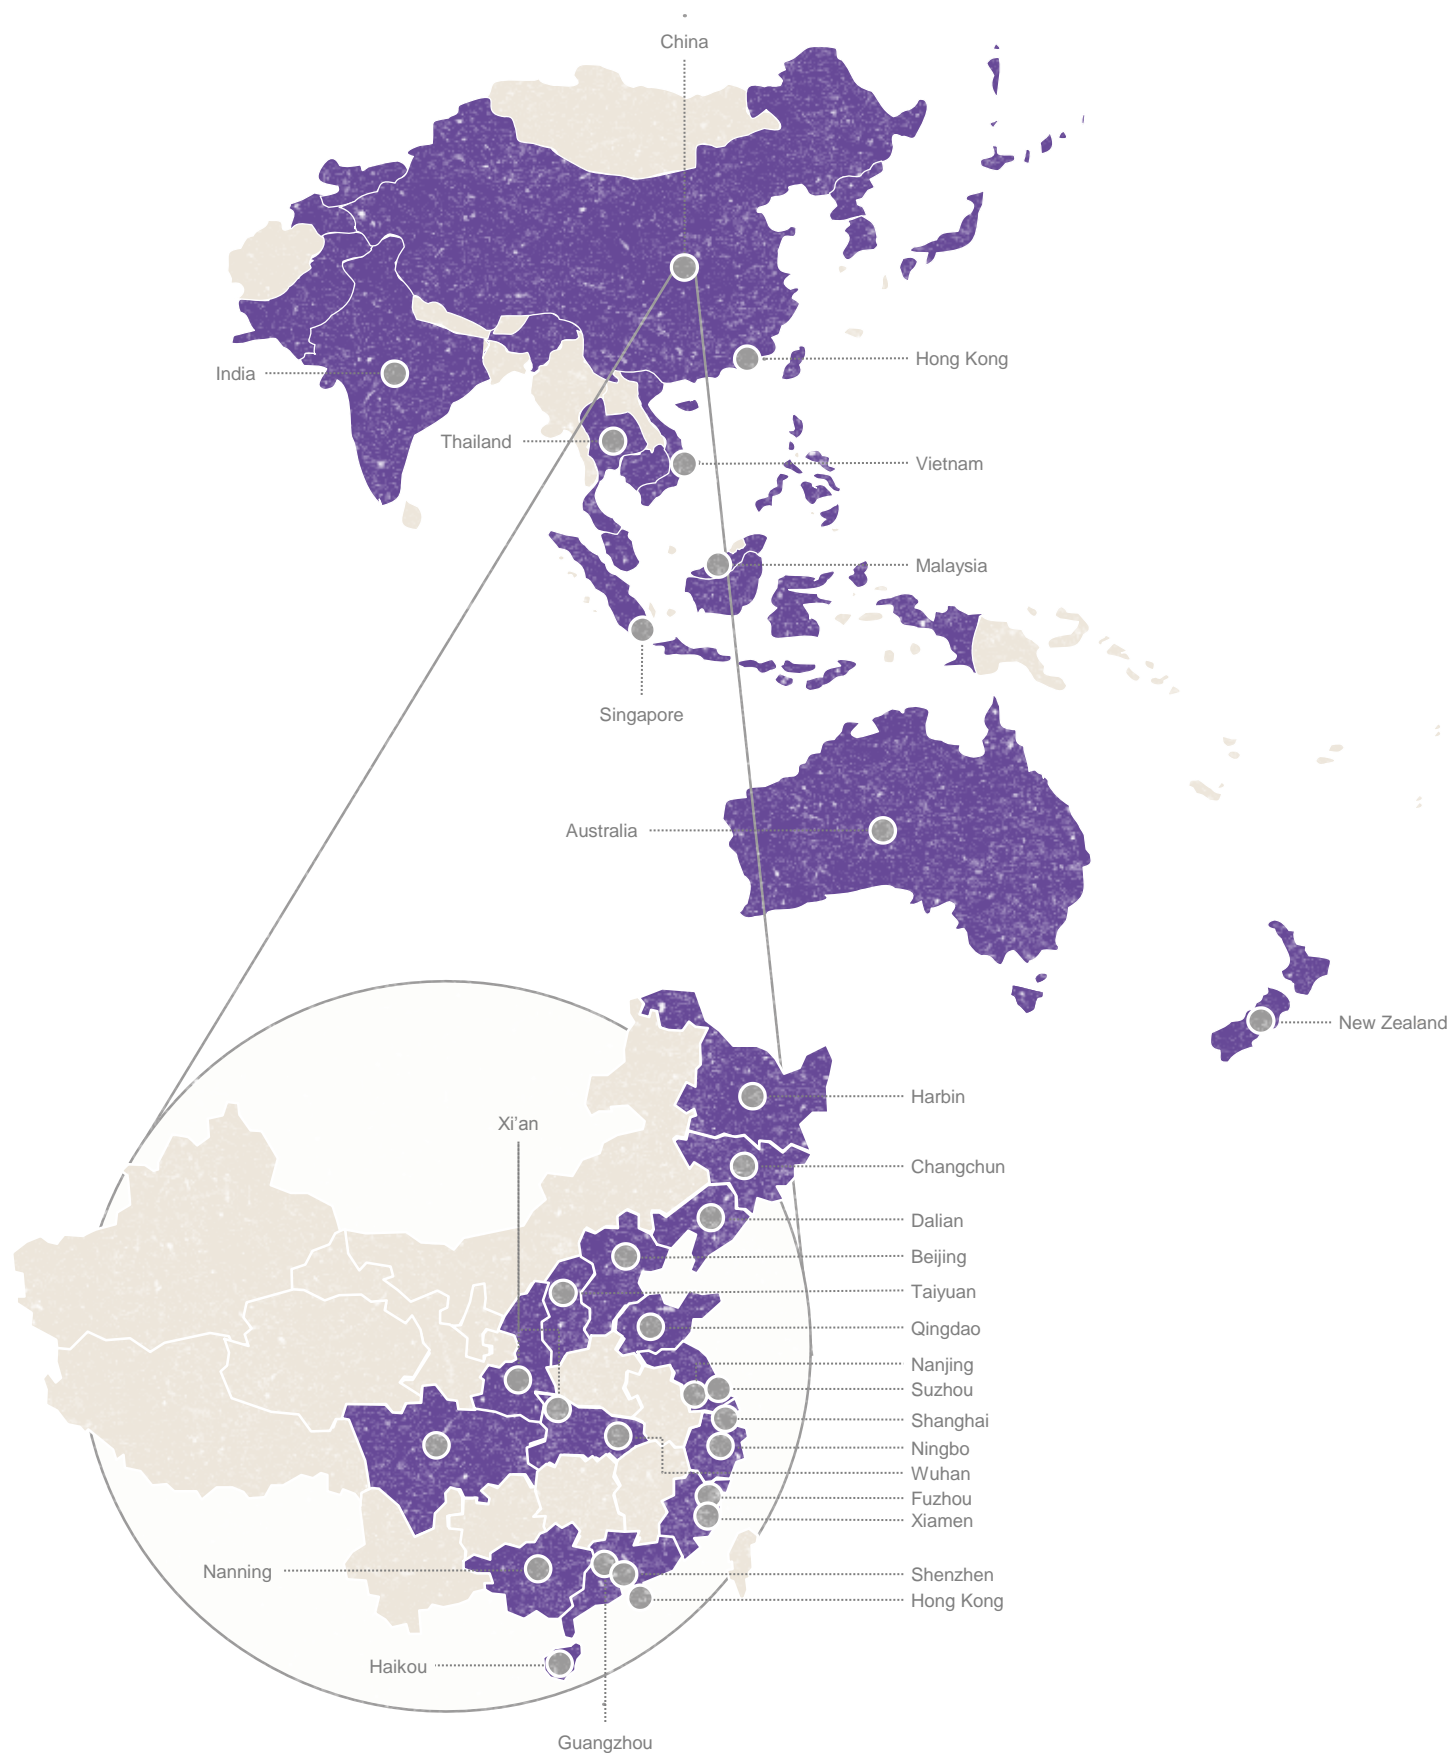 China
Hong Kong
India
Thailand
Vietnam
Malaysia
Singapore
Australia
New Zealand
Harbin
Xi’an
Changchun
Dalian
Beijing
Taiyuan
Qingdao
Nanjing
Suzhou
Shanghai
Ningbo
Wuhan
Fuzhou
Xiamen
Nanning
Shenzhen
Hong Kong
Haikou
Guangzhou